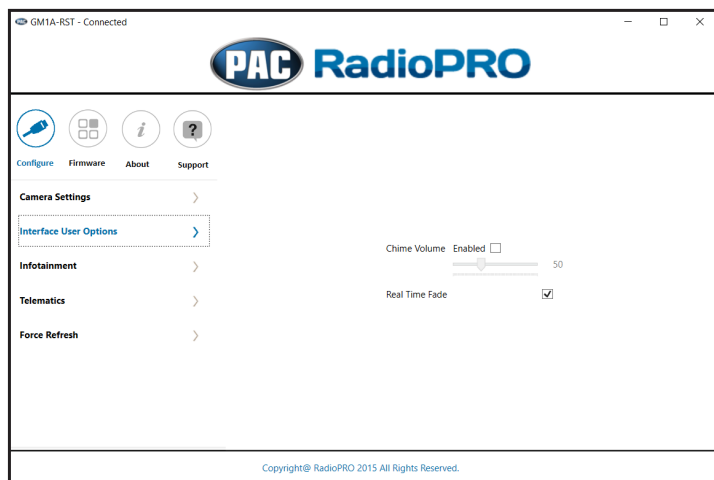 GM1A-RST - Connected
PAC RadioPRO
i ?
Configure Firmware About Support
Camera Settings
Interface User Options
Infotainment
Telematics
Force Refresh
Chime Volume Enabled
50
Real Time Fade
Copyright@ RadioPRO 2015 All Rights Reserved.